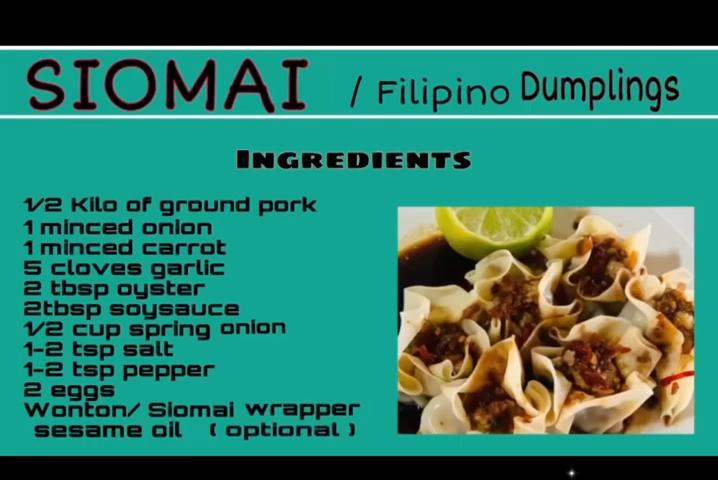 SIOMAI / Filipino Dumplings
INGREDIENTS
1/2 Kilo of ground pork
1 minced onion
1 minced carrot
5 cloves garlic
2 tbsp oyster
2tbsp soysauce
1/2 cup spring onion
1-2 tsp salt
1-2 tsp pepper
2 eggs
Wonton/ Siomai wrapper
sesame oil ( optional )